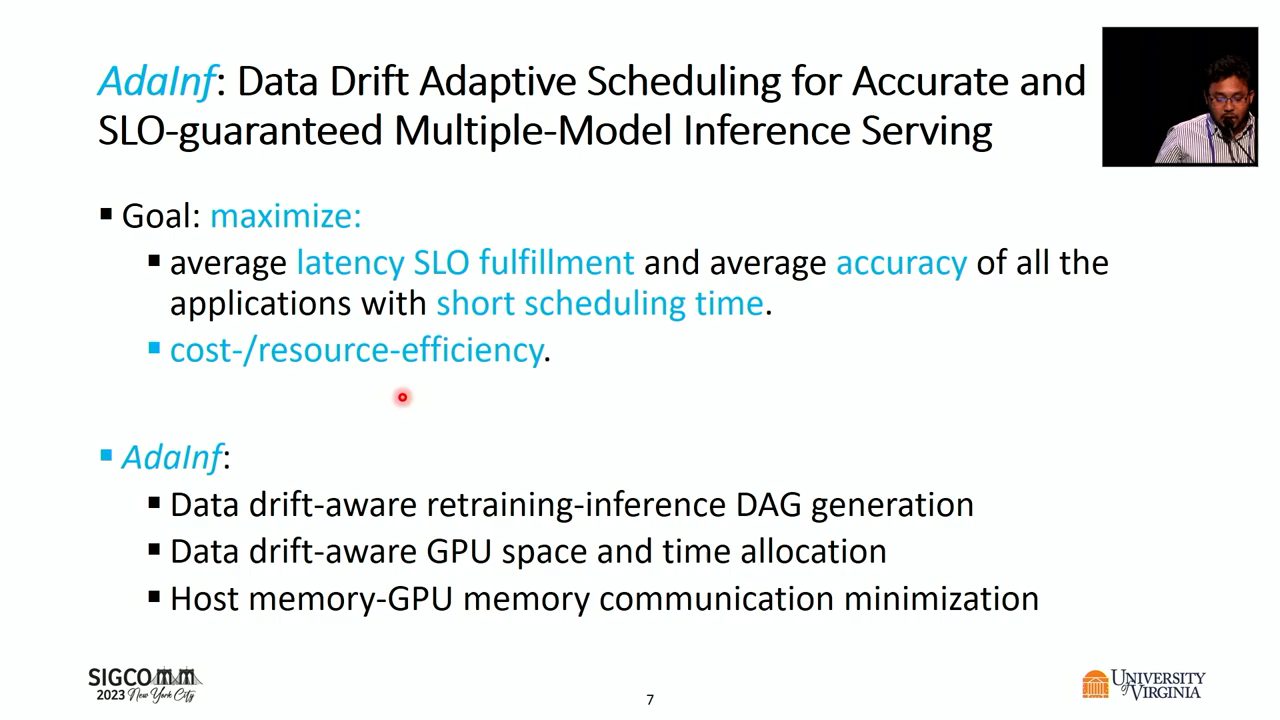 AdaInf: Data Drift Adaptive Scheduling for Accurate and
SLO-guaranteed Multiple-Model Inference Serving
Goal: maximize:
average latency SLO fulfillment and average accuracy of all the
applications with short scheduling time.
cost-/resource-efficiency.
AdaInf:
Data drift-aware retraining-inference DAG generation
Data drift-aware GPU space and time allocation
Host memory-GPU memory communication minimization
SIGCOMM
2023 New York City
7
UNIVERSITY
of VIRGINIA